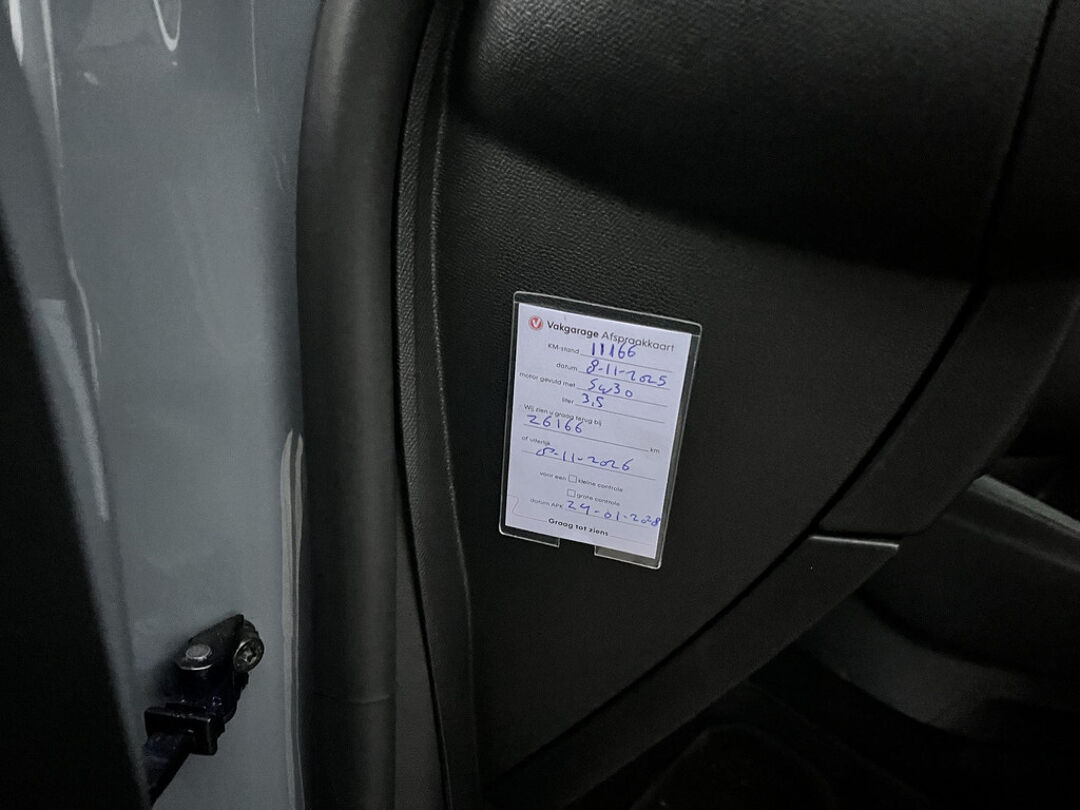 Vakgarage Afspraakkaart
KM-stand 11166
datum 8-11-2025
motor gevuld met 5w30
liter 3,5
Wij zien u graag terug bij
26166 km
of uiterlijk
8-11-2026
voor een kleine controle
grote controle
datum APK 24-01-2028
Graag tot ziens